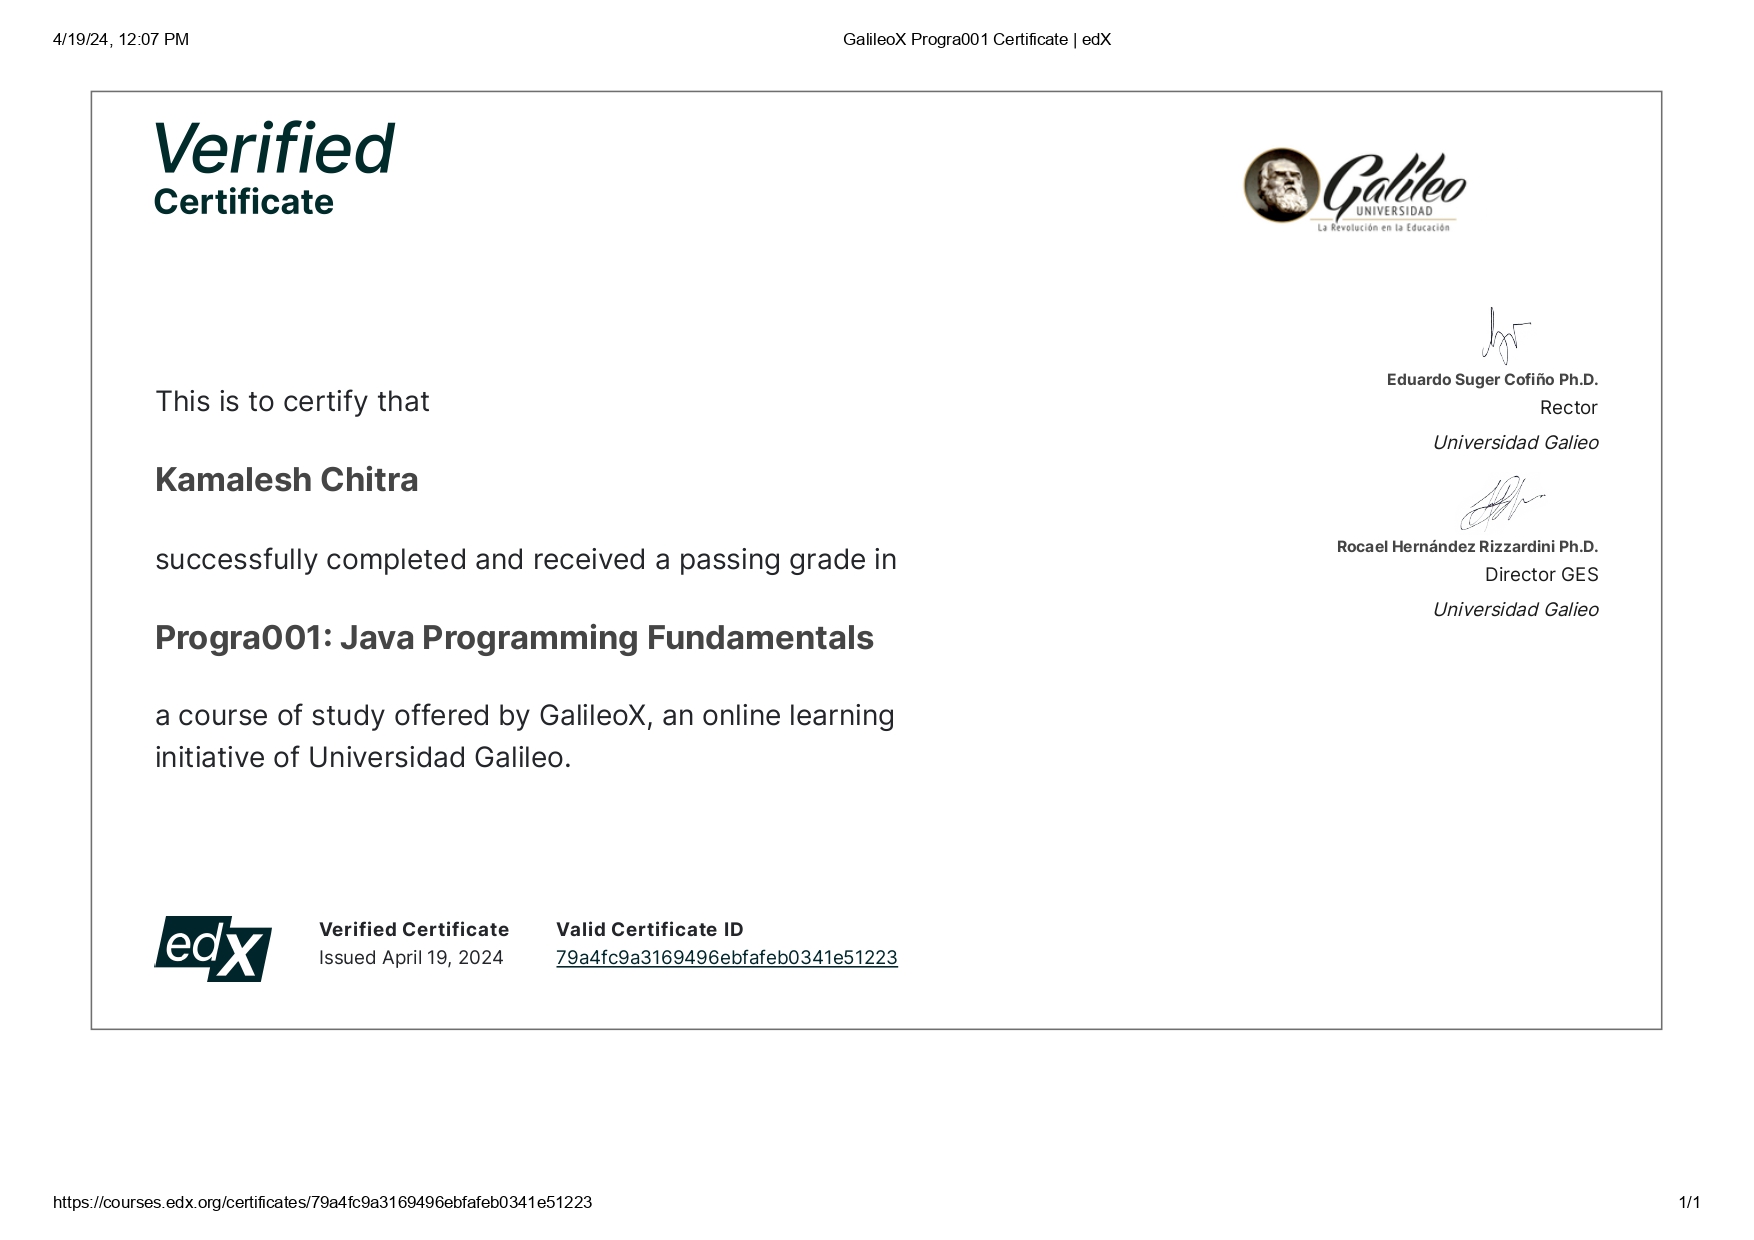 4/19/24, 12:07 PM
GalileoX Progra001 Certificate | edX
Verified
Certificate
Galileo
UNIVERSIDAD
La Revolución en la Educación
This is to certify that
Kamalesh Chitra
successfully completed and received a passing grade in
Progra001: Java Programming Fundamentals
a course of study offered by GalileoX, an online learning
initiative of Universidad Galileo.
Eduardo Suger Cofiño Ph.D.
Rector
Universidad Galieo
Rocael Hernández Rizzardini Ph.D.
Director GES
Universidad Galieo
edX
Verified Certificate
Issued April 19, 2024
Valid Certificate ID
79a4fc9a3169496ebfafeb0341e51223
https://courses.edx.org/certificates/79a4fc9a3169496ebfafeb0341e51223
1/1